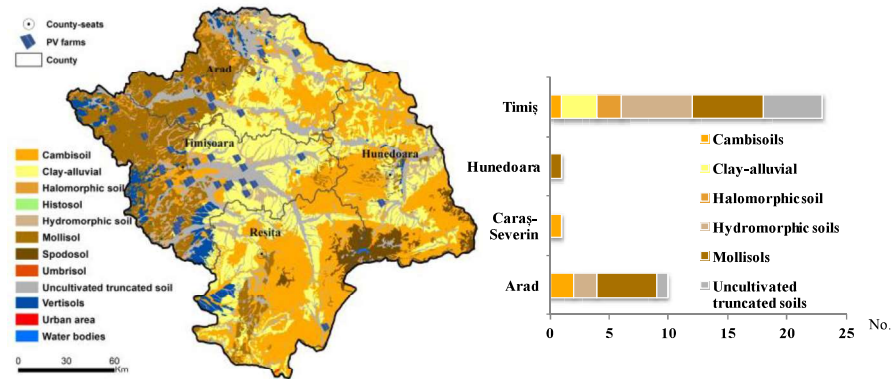 County-seats
PV farms
County
Arad
Timișoara
Hunedoara
Reșița
Cambisoil
Clay-alluvial
Halomorphic soil
Histosol
Hydromorphic soil
Mollisol
Spodosol
Umbrisol
Uncultivated truncated soil
Vertisols
Urban area
Water bodies
0 30 60
Km
Timiș
Hunedoara
Caraș-
Severin
Arad
Cambisoils
Clay-alluvial
Halomorphic soil
Hydromorphic soils
Mollisols
Uncultivated
truncated soils
0 5 10 15 20 25
No.